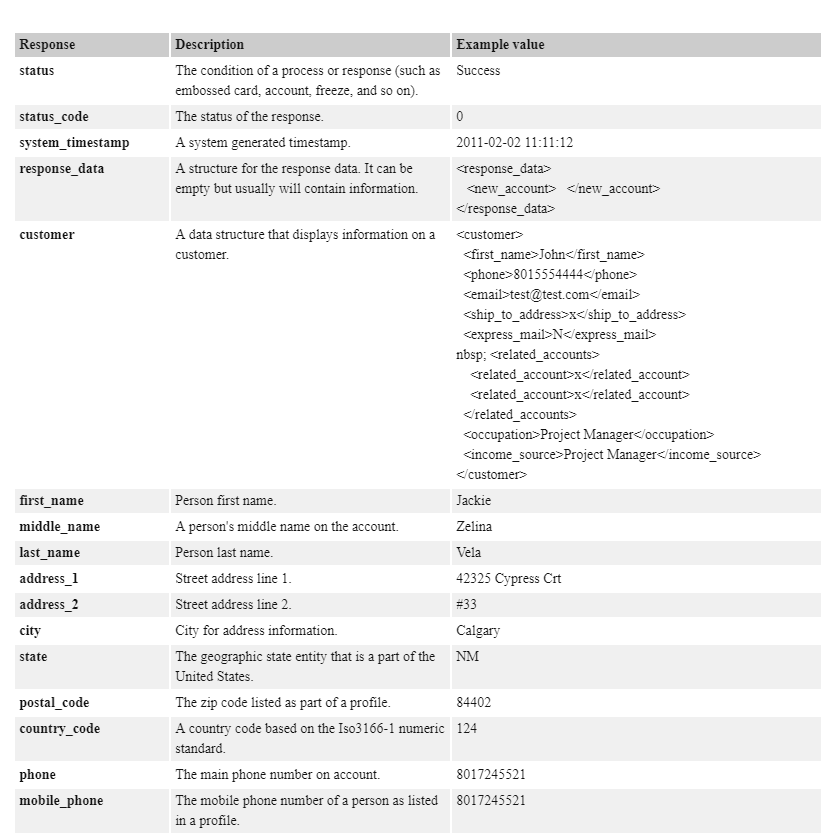 Response Description Example value
status The condition of a process or response (such as Success
embossed card, account, freeze, and so on).
status_code The status of the response. 0
system_timestamp A system generated timestamp. 2011-02-02 11:11:12
response_data A structure for the response data. It can be <response_data>
empty but usually will contain information. <new_account> </new_account>
</response_data>
customer A data structure that displays information on a <customer>
customer. <first_name>John</first_name>
<phone>8015554444</phone>
<email>test@test.com</email>
<ship_to_address>x</ship_to_address>
<express_mail>N</express_mail>
nbsp; <related_accounts>
<related_account>x</related_account>
<related_account>x</related_account>
</related_accounts>
<occupation>Project Manager</occupation>
<income_source>Project Manager</income_source>
</customer>
first_name Person first name. Jackie
middle_name A person's middle name on the account. Zelina
last_name Person last name. Vela
address_1 Street address line 1. 42325 Cypress Crt
address_2 Street address line 2. #33
city City for address information. Calgary
state The geographic state entity that is a part of the NM
United States.
postal_code The zip code listed as part of a profile. 84402
country_code A country code based on the Iso3166-1 numeric 124
standard.
phone The main phone number on account. 8017245521
mobile_phone The mobile phone number of a person as listed 8017245521
in a profile.